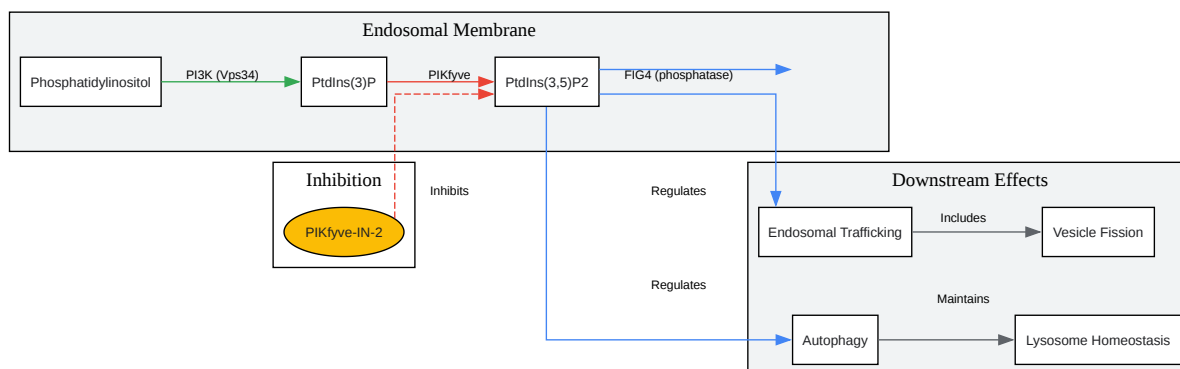 Endosomal Membrane
Phosphatidylinositol
PI3K (Vps34)
PtdIns(3)P
PIKfyve
PtdIns(3,5)P2
FIG4 (phosphatase)
Inhibition
PIKfyve-IN-2
Inhibits
Regulates
Regulates
Downstream Effects
Endosomal Trafficking
Includes
Vesicle Fission
Maintains
Autophagy
Lysosome Homeostasis